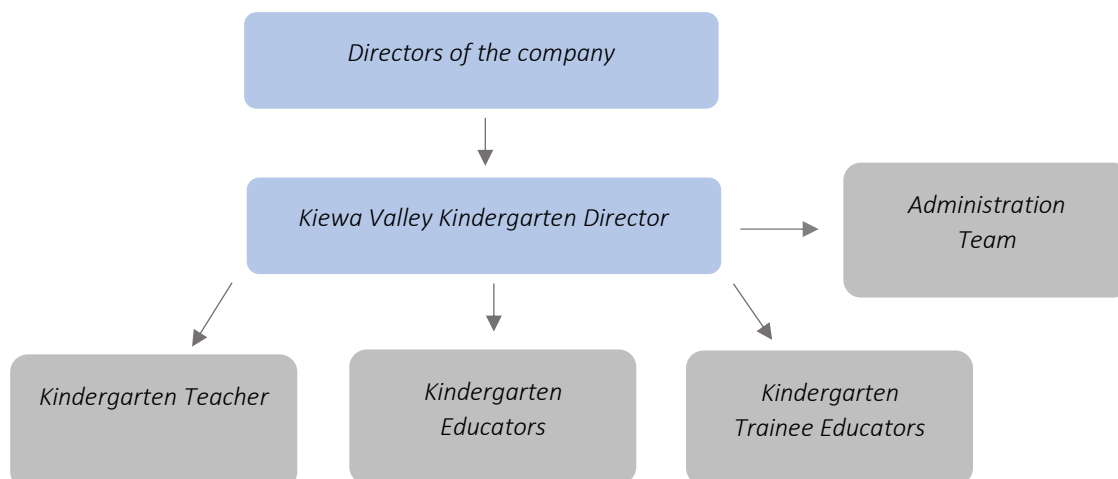 Directors of the company
Kiewa Valley Kindergarten Director
Administration
Team
Kindergarten Teacher
Kindergarten
Educators
Kindergarten
Trainee Educators